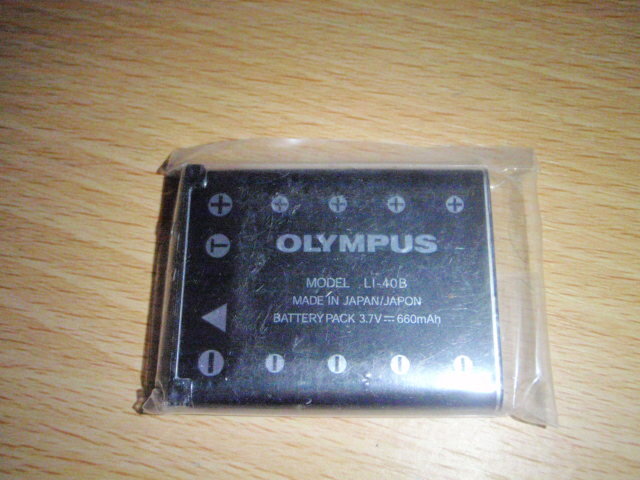 OLYMPUS
T
MODEL LI-40B
MADE IN JAPAN/JAPON
BATTERY PACK 3.7V⎓660mAh